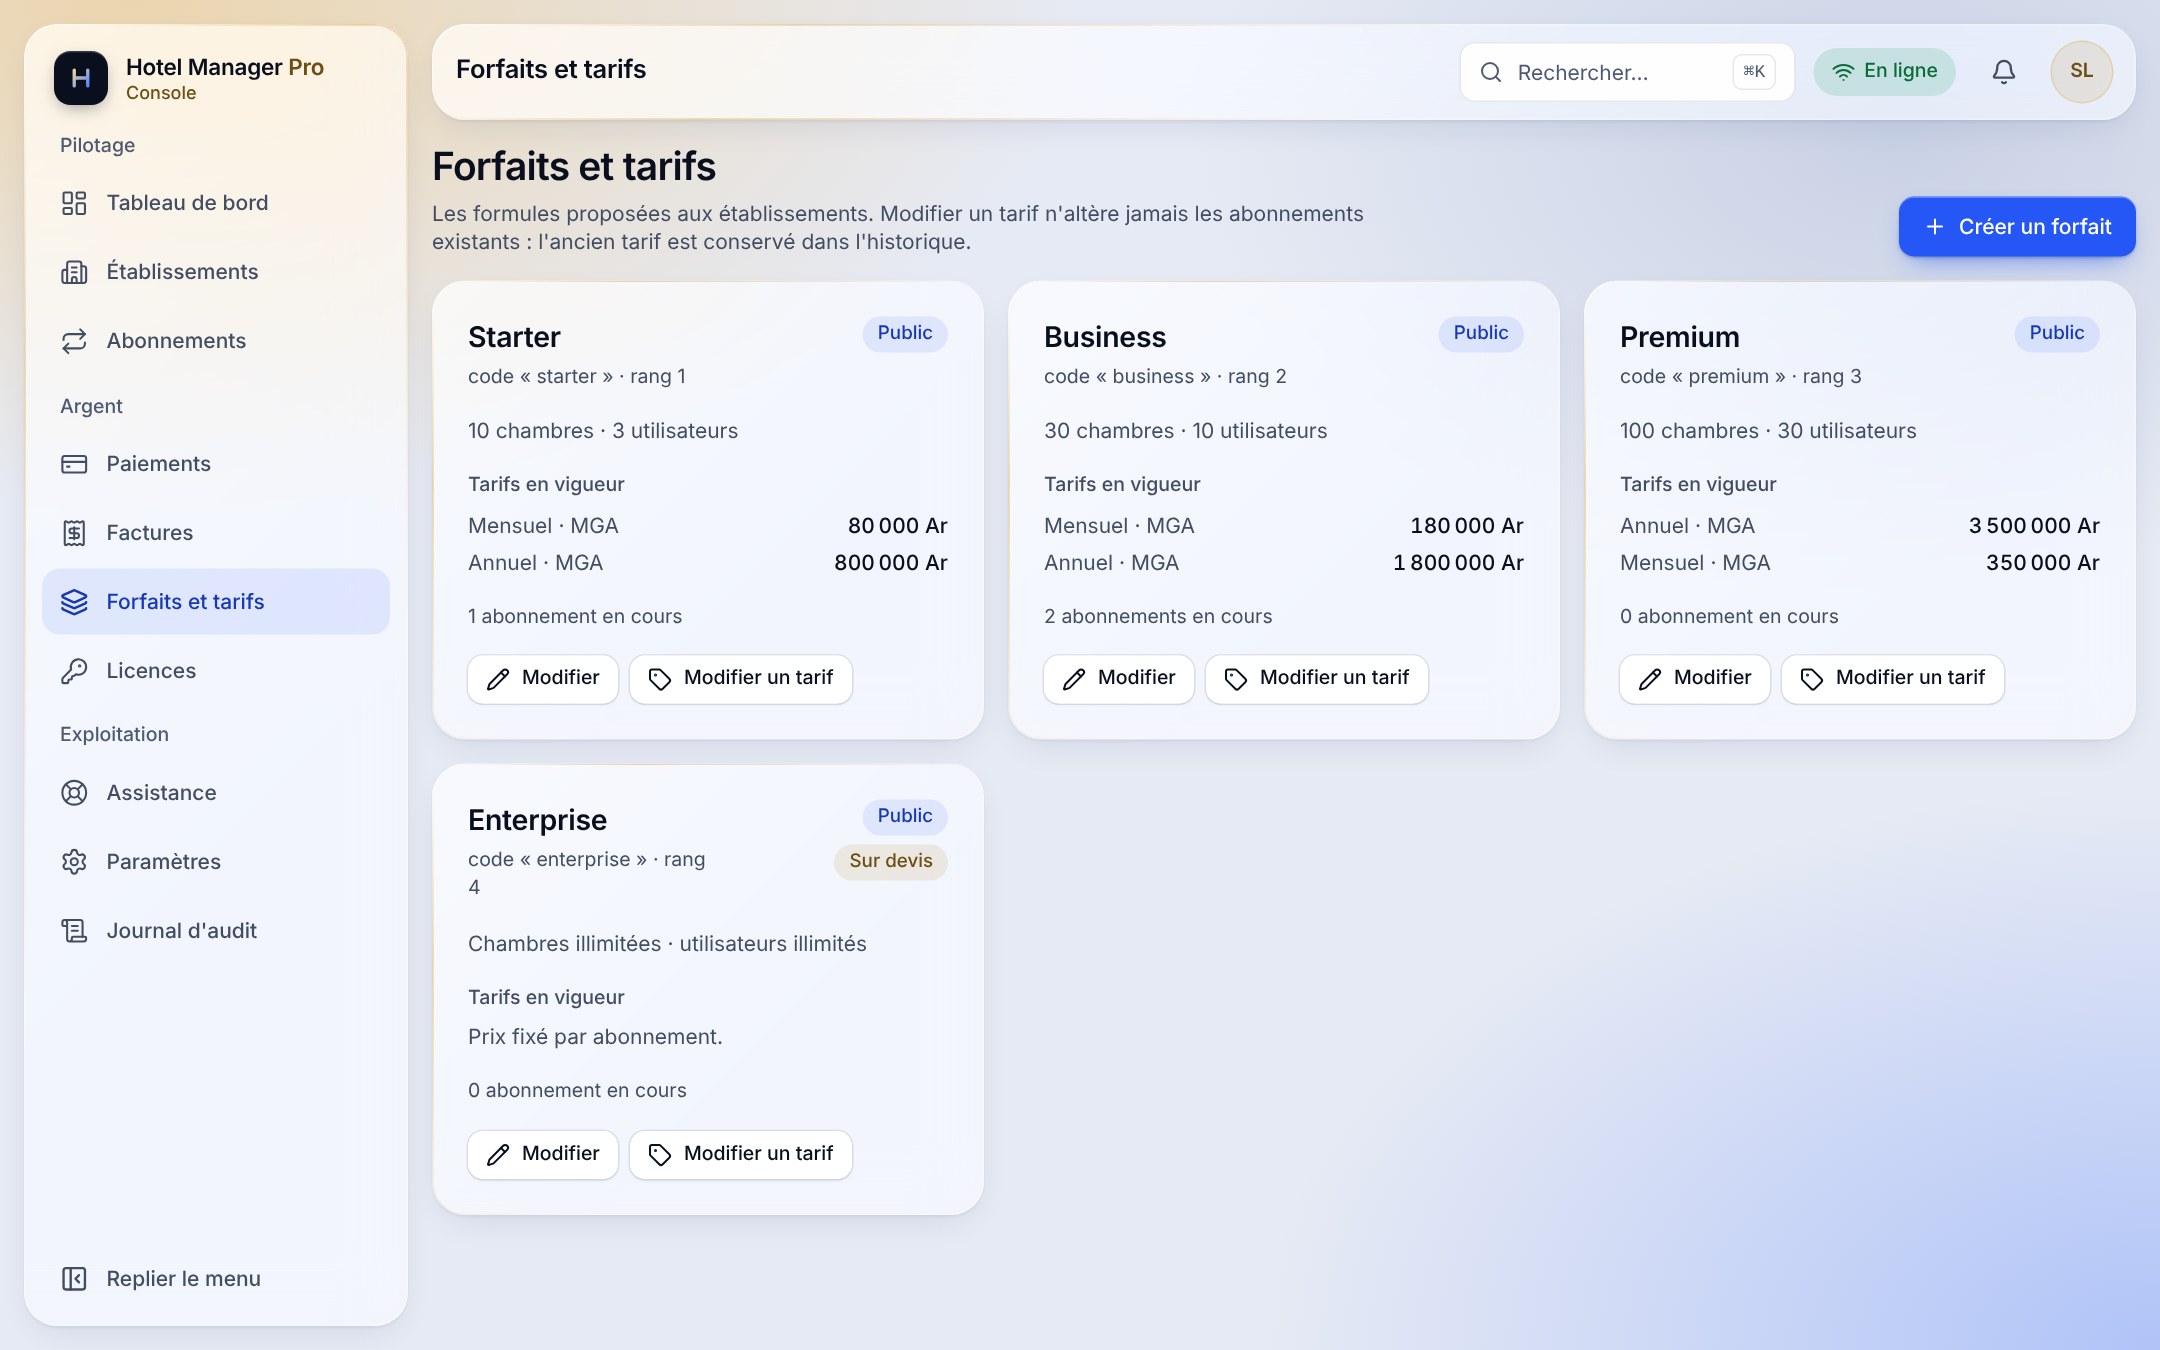 Hotel Manager Pro
Console
Pilotage
Tableau de bord
Établissements
Abonnements
Argent
Paiements
Factures
Forfaits et tarifs
Licences
Exploitation
Assistance
Paramètres
Journal d'audit
Replier le menu
Forfaits et tarifs
Rechercher...
⌘K
En ligne
SL
Forfaits et tarifs
Les formules proposées aux établissements. Modifier un tarif n'altère jamais les abonnements
existants : l'ancien tarif est conservé dans l'historique.
Créer un forfait
Starter
Public
code « starter » · rang 1
10 chambres · 3 utilisateurs
Tarifs en vigueur
Mensuel · MGA 80 000 Ar
Annuel · MGA 800 000 Ar
1 abonnement en cours
Modifier
Modifier un tarif
Business
Public
code « business » · rang 2
30 chambres · 10 utilisateurs
Tarifs en vigueur
Mensuel · MGA 180 000 Ar
Annuel · MGA 1 800 000 Ar
2 abonnements en cours
Modifier
Modifier un tarif
Premium
Public
code « premium » · rang 3
100 chambres · 30 utilisateurs
Tarifs en vigueur
Annuel · MGA 3 500 000 Ar
Mensuel · MGA 350 000 Ar
0 abonnement en cours
Modifier
Modifier un tarif
Enterprise
Public
code « enterprise » · rang
4
Sur devis
Chambres illimitées · utilisateurs illimités
Tarifs en vigueur
Prix fixé par abonnement.
0 abonnement en cours
Modifier
Modifier un tarif